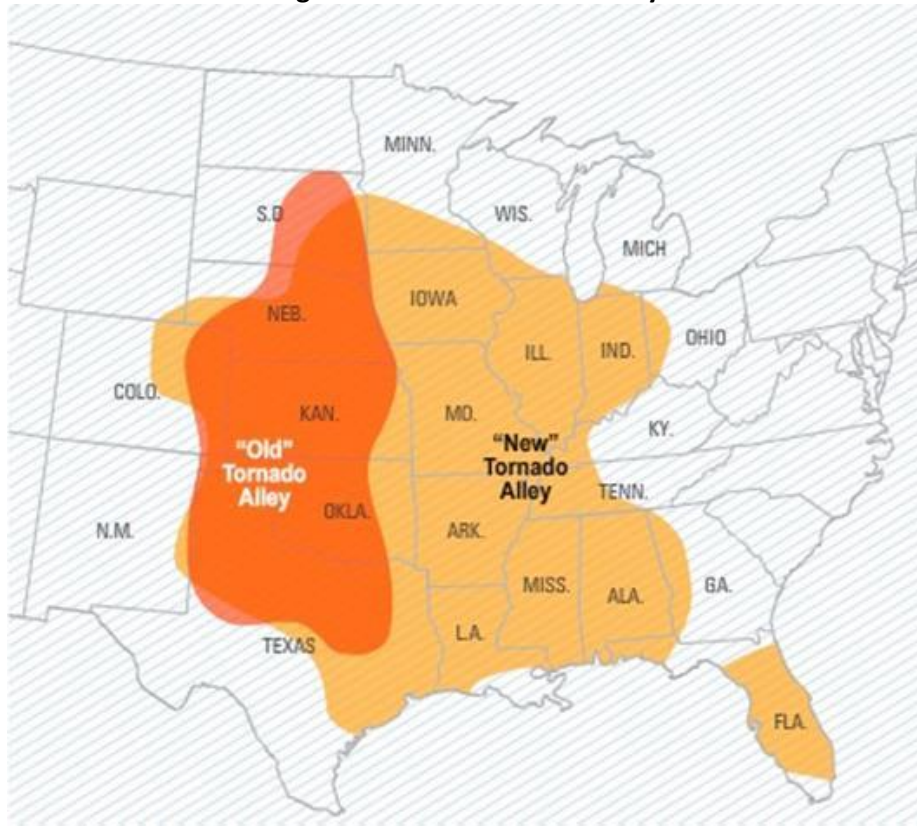 MINN.
S.D
WIS.
MICH
NEB.
IOWA
ILL.
IND.
OHIO
COLO.
KAN.
MO.
KY.
"Old"
Tornado
Alley
"New"
Tornado
Alley
TENN.
N.M.
OKLA.
ARK.
MISS.
ALA.
GA.
TEXAS
L.A.
FLA.